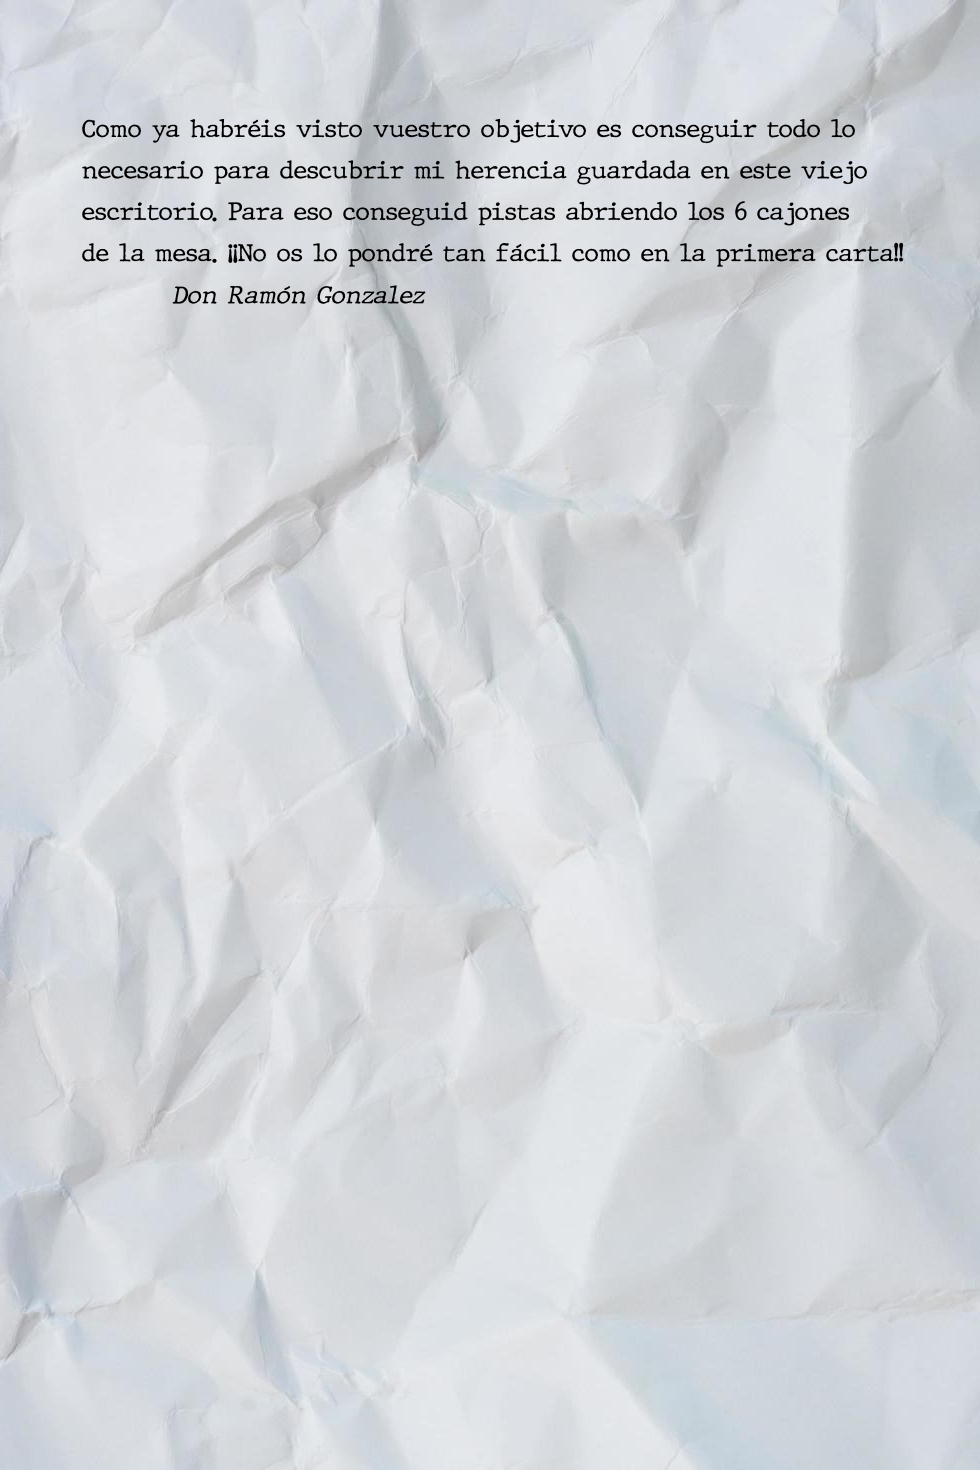 Como ya habréis visto vuestro objetivo es conseguir todo lo
necesario para descubrir mi herencia guardada en este viejo
escritorio. Para eso conseguid pistas abriendo los 6 cajones
de la mesa. ¡¡No os lo pondré tan fácil como en la primera carta!!
Don Ramón Gonzalez